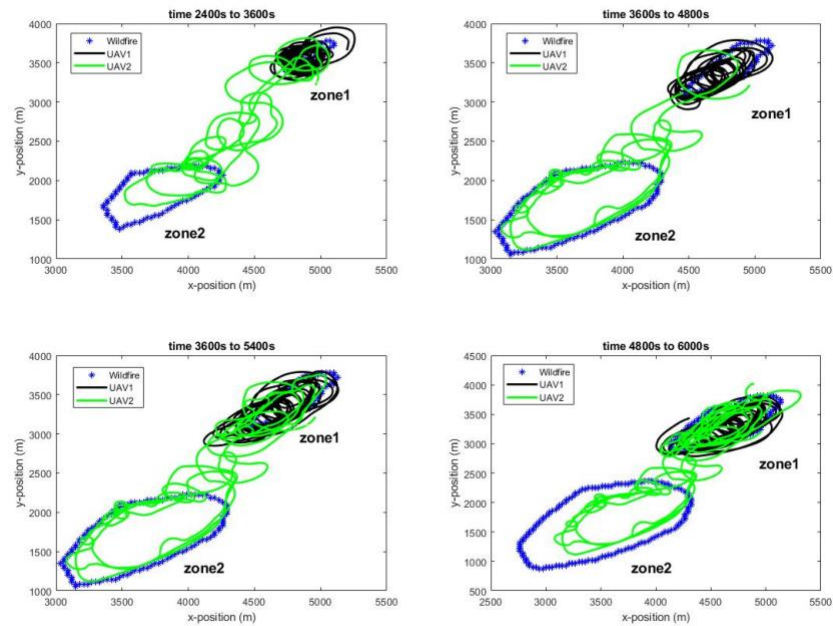 time 2400s to 3600s
4000
3500
3000
2500
2000
1500
1000
3000 3500 4000 4500 5000 5500
y-position (m)
x-position (m)
Wildfire
UAV1
UAV2
zone1
zone2
time 3600s to 4800s
4000
3500
3000
2500
2000
1500
1000
3000 3500 4000 4500 5000 5500
y-position (m)
x-position (m)
Wildfire
UAV1
UAV2
zone1
zone2
time 3600s to 5400s
4000
3500
3000
2500
2000
1500
1000
3000 3500 4000 4500 5000 5500
y-position (m)
x-position (m)
Wildfire
UAV1
UAV2
zone1
zone2
time 4800s to 6000s
4500
4000
3500
3000
2500
2000
1500
1000
500
2500 3000 3500 4000 4500 5000 5500
y-position (m)
x-position (m)
Wildfire
UAV1
UAV2
zone1
zone2